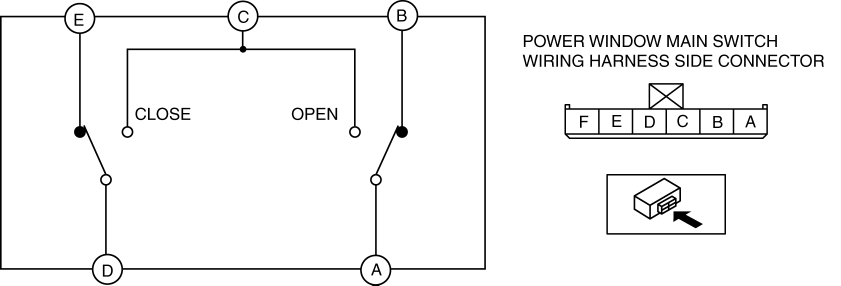 E
C
B
CLOSE
OPEN
D
A
POWER WINDOW MAIN SWITCH
WIRING HARNESS SIDE CONNECTOR
F E D C B A